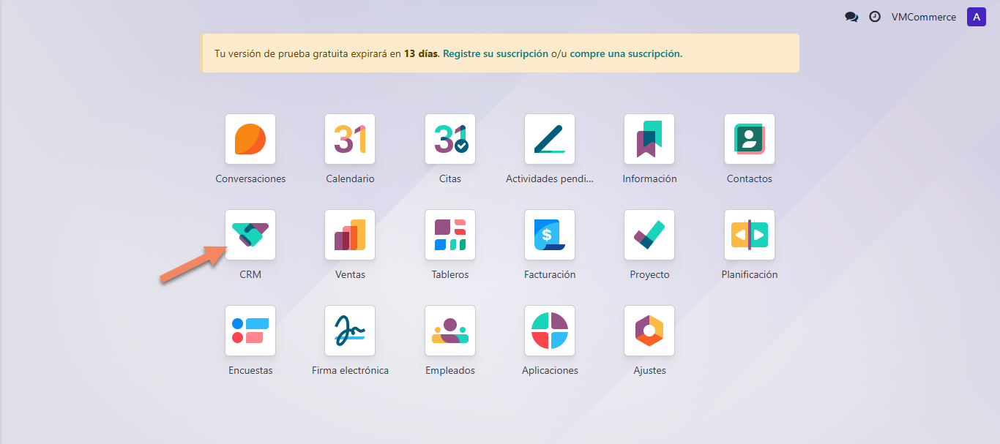 VMCommerce
A
Tu versión de prueba gratuita expirará en 13 días. Registre su suscripción o/u compre una suscripción.
31
31
Conversaciones
Calendario
Citas
Actividades pendi...
Información
Contactos
$
CRM
Ventas
Tableros
Facturación
Proyecto
Planificación
Encuestas
Firma electrónica
Empleados
Aplicaciones
Ajustes